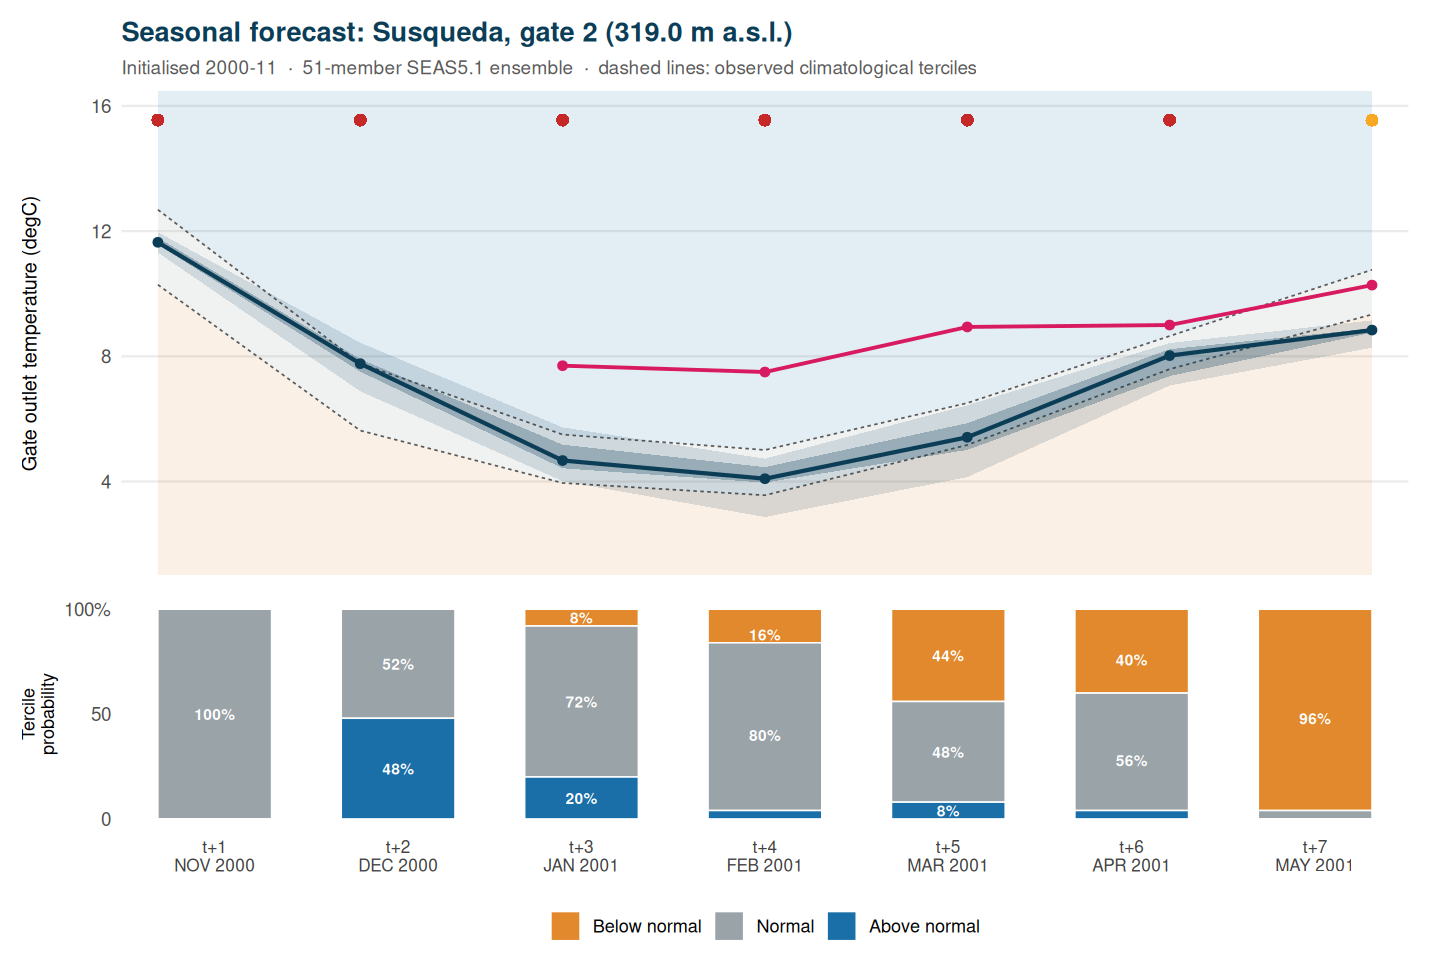 Seasonal forecast: Susqueda, gate 2 (319.0 m a.s.l.)
Initialised 2000-11 · 51-member SEAS5.1 ensemble · dashed lines: observed climatological terciles
Gate outlet temperature (degC)
16
12
8
4
Tercile
probability
100%
50
0
100%
52%
48%
8%
72%
20%
16%
80%
44%
48%
8%
40%
56%
96%
t+1
NOV 2000
t+2
DEC 2000
t+3
JAN 2001
t+4
FEB 2001
t+5
MAR 2001
t+6
APR 2001
t+7
MAY 2001
Below normal
Normal
Above normal